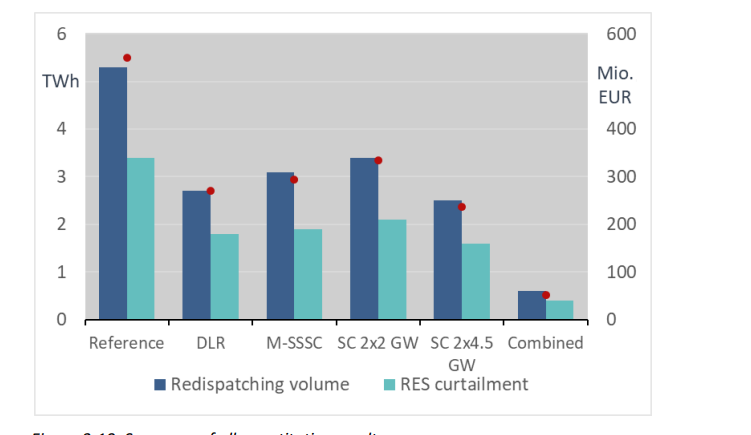 6
600
TWh
Mio.
EUR
4
400
3
300
2
200
1
100
0
0
Reference
DLR
M-SSSC
SC 2x2 GW
SC 2x4.5
GW
Combined
Redispatching volume
RES curtailment